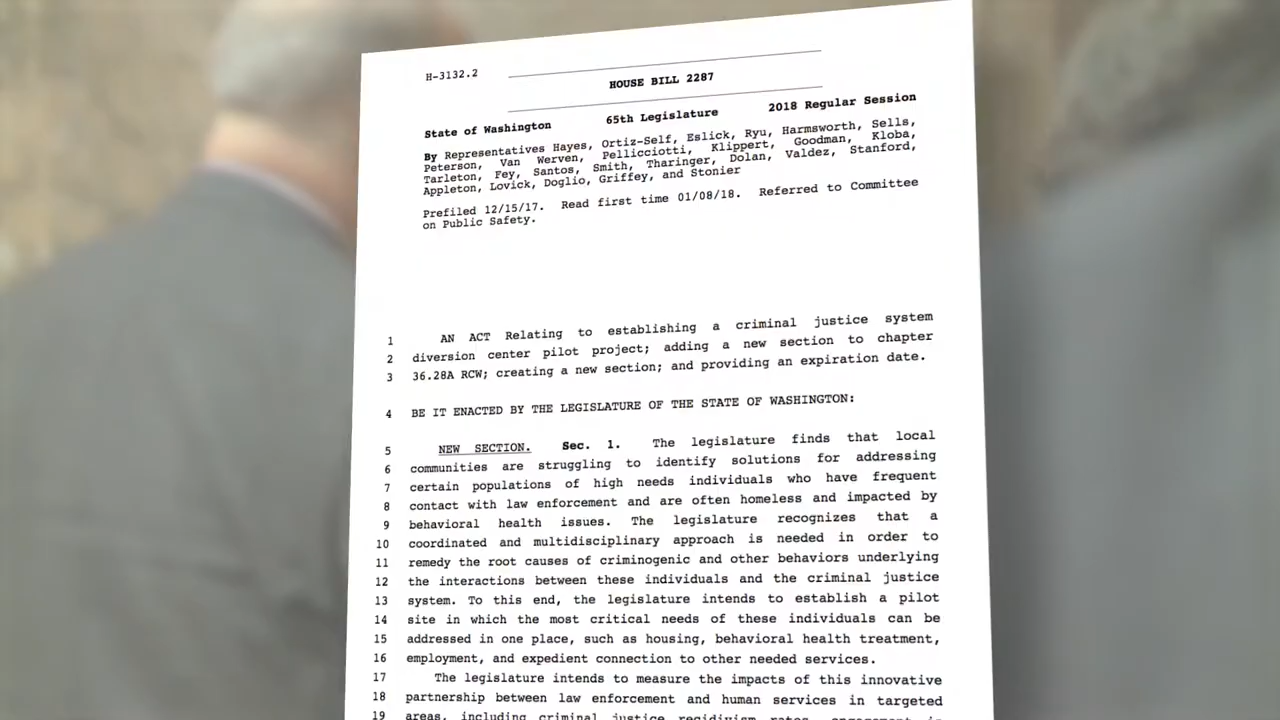 H-3132.2
HOUSE BILL 2287
State of Washington 65th Legislature 2018 Regular Session
By Representatives Hayes, Ortiz-Self, Eslick, Ryu, Harmsworth, Sells,
Peterson, Van Werven, Pellicciotti, Klippert, Goodman, Kloba,
Tarleton, Fey, Santos, Smith, Tharinger, Dolan, Valdez, Stanford,
Appleton, Lovick, Doglio, Griffey, and Stonier
Prefiled 12/15/17. Read first time 01/08/18. Referred to Committee
on Public Safety.
1 AN ACT Relating to establishing a criminal justice system
2 diversion center pilot project; adding a new section to chapter
3 36.28A RCW; creating a new section; and providing an expiration date.
4 BE IT ENACTED BY THE LEGISLATURE OF THE STATE OF WASHINGTON:
5 NEW SECTION. Sec. 1. The legislature finds that local
6 communities are struggling to identify solutions for addressing
7 certain populations of high needs individuals who have frequent
8 contact with law enforcement and are often homeless and impacted by
9 behavioral health issues. The legislature recognizes that a
10 coordinated and multidisciplinary approach is needed in order to
11 remedy the root causes of criminogenic and other behaviors underlying
12 the interactions between these individuals and the criminal justice
13 system. To this end, the legislature intends to establish a pilot
14 site in which the most critical needs of these individuals can be
15 addressed in one place, such as housing, behavioral health treatment,
16 employment, and expedient connection to other needed services.
17 The legislature intends to measure the impacts of this innovative
18 partnership between law enforcement and human services in targeted
19 areas, including criminal justice recidivism rates, engagement in